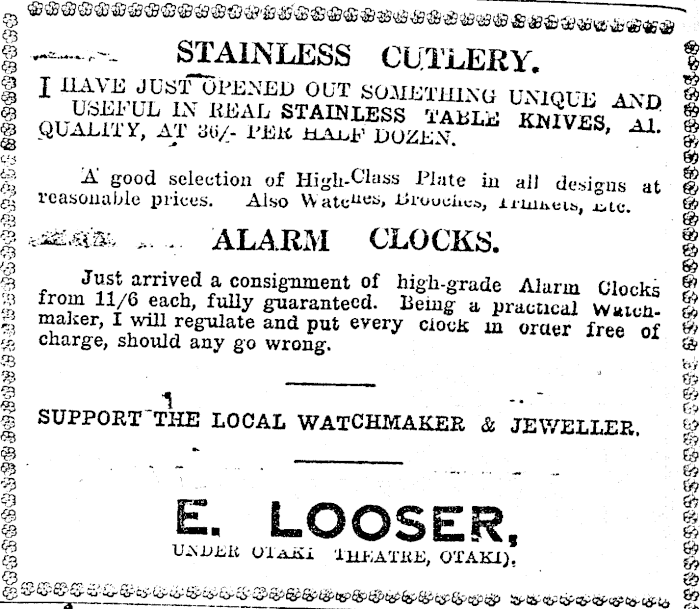 STAINLESS CUTLERY.
I HAVE JUST OPENED OUT SOMETHING UNIQUE AND
USEFUL IN REAL STAINLESS TABLE KNIVES, A1.
QUALITY, AT 36/- PER HALF DOZEN.
A good selection of High-Class Plate in all designs at
reasonable prices. Also Watches, Brooches, Trinkets, Etc.
ALARM CLOCKS.
Just arrived a consignment of high-grade Alarm Clocks
from 11/6 each, fully guaranteed. Being a practical Watch-
maker, I will regulate and put every clock in order free of
charge, should any go wrong.
SUPPORT THE LOCAL WATCHMAKER & JEWELLER.
E. LOOSER,
UNDER OTAKI THEATRE, OTAKI).